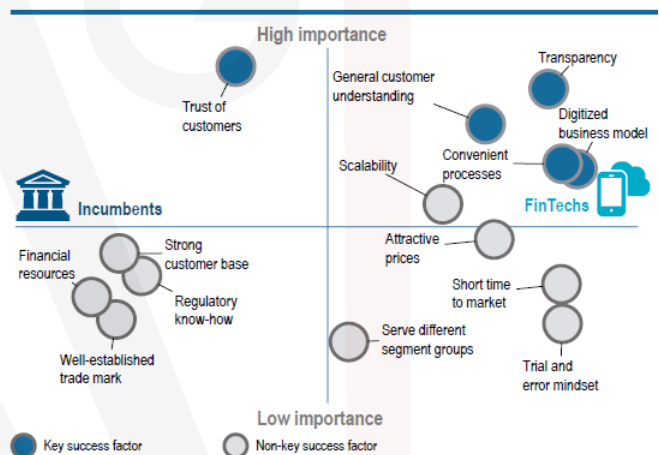 High importance
Trust of
customers
General customer
understanding
Transparency
Digitized
business model
Convenient
processes
Scalability
Incumbents
FinTechs
Attractive
prices
Financial
resources
Strong
customer base
Regulatory
know-how
Well-established
trade mark
Short time
to market
Serve different
segment groups
Trial and
error mindset
Low importance
Key success factor
Non-key success factor